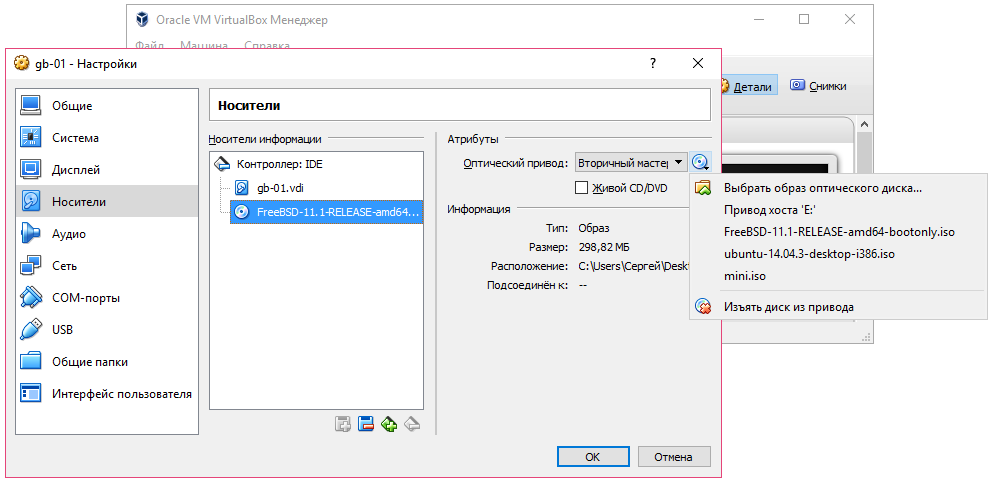 Oracle VM VirtualBox Менеджер
Файл Машина Справка
gb-01 - Настройки
?
Детали
Снимки
Общие
Система
Дисплей
Носители
Аудио
Сеть
COM-порты
USB
Общие папки
Интерфейс пользователя
Носители
Носители информации
Контроллер: IDE
gb-01.vdi
FreeBSD-11.1-RELEASE-amd64...
Атрибуты
Оптический привод: Вторичный мастер
Живой CD/DVD
Информация
Тип: Образ
Размер: 298,82 МБ
Расположение: C:\Users\Сергей\Deskt
Подсоединён к: --
Выбрать образ оптического диска...
Привод хоста 'E:'
FreeBSD-11.1-RELEASE-amd64-bootonly.iso
ubuntu-14.04.3-desktop-i386.iso
mini.iso
Изъять диск из привода
OK
Отмена